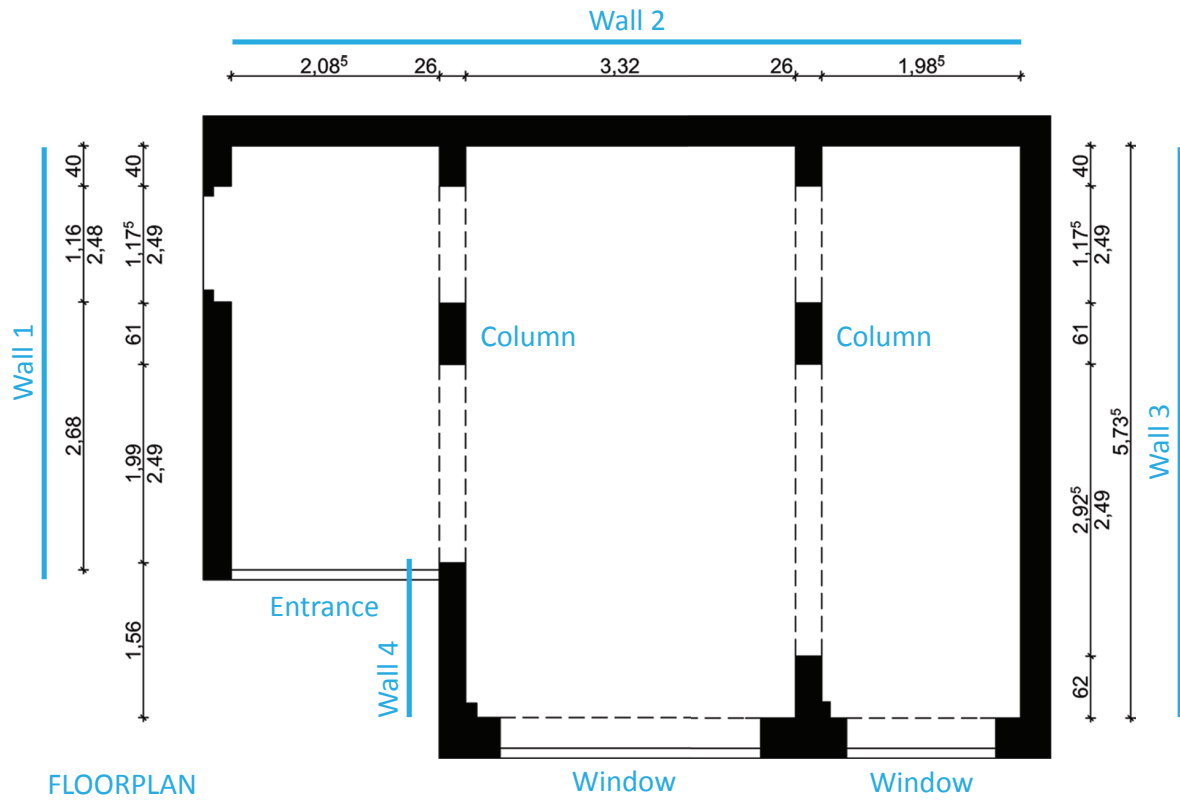 Wall 2
2,08⁵ 26 3,32 26 1,98⁵
40
1,16
2,48
2,68
40
1,17⁵
2,49
61
1,99
2,49
1,56
Wall 1
Column
Column
40
1,17⁵
2,49
61
2,92⁵
2,49
62
5,73⁵
Wall 3
Entrance
Wall 4
FLOORPLAN
Window
Window